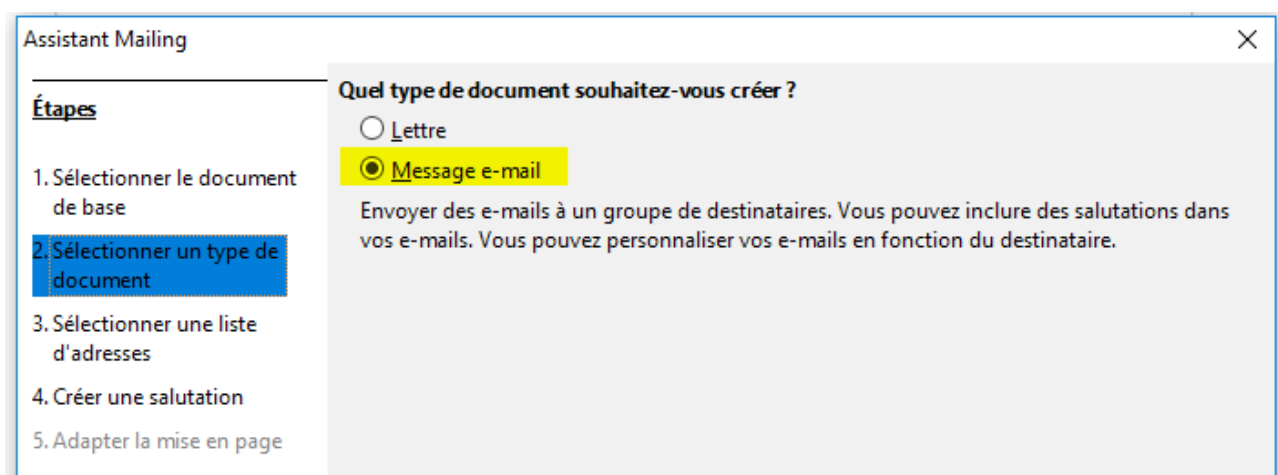 Assistant Mailing
Étapes
1. Sélectionner le document
de base
2. Sélectionner un type de
document
3. Sélectionner une liste
d'adresses
4. Créer une salutation
5. Adapter la mise en page
Quel type de document souhaitez-vous créer ?
Lettre
Message e-mail
Envoyer des e-mails à un groupe de destinataires. Vous pouvez inclure des salutations dans
vos e-mails. Vous pouvez personnaliser vos e-mails en fonction du destinataire.